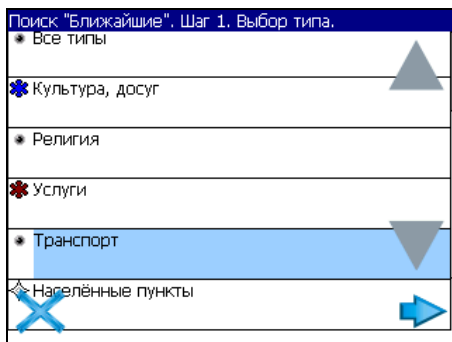 Поиск "Ближайшие". Шаг 1. Выбор типа.
Все типы
Культура, досуг
Религия
Услуги
Транспорт
Населённые пункты